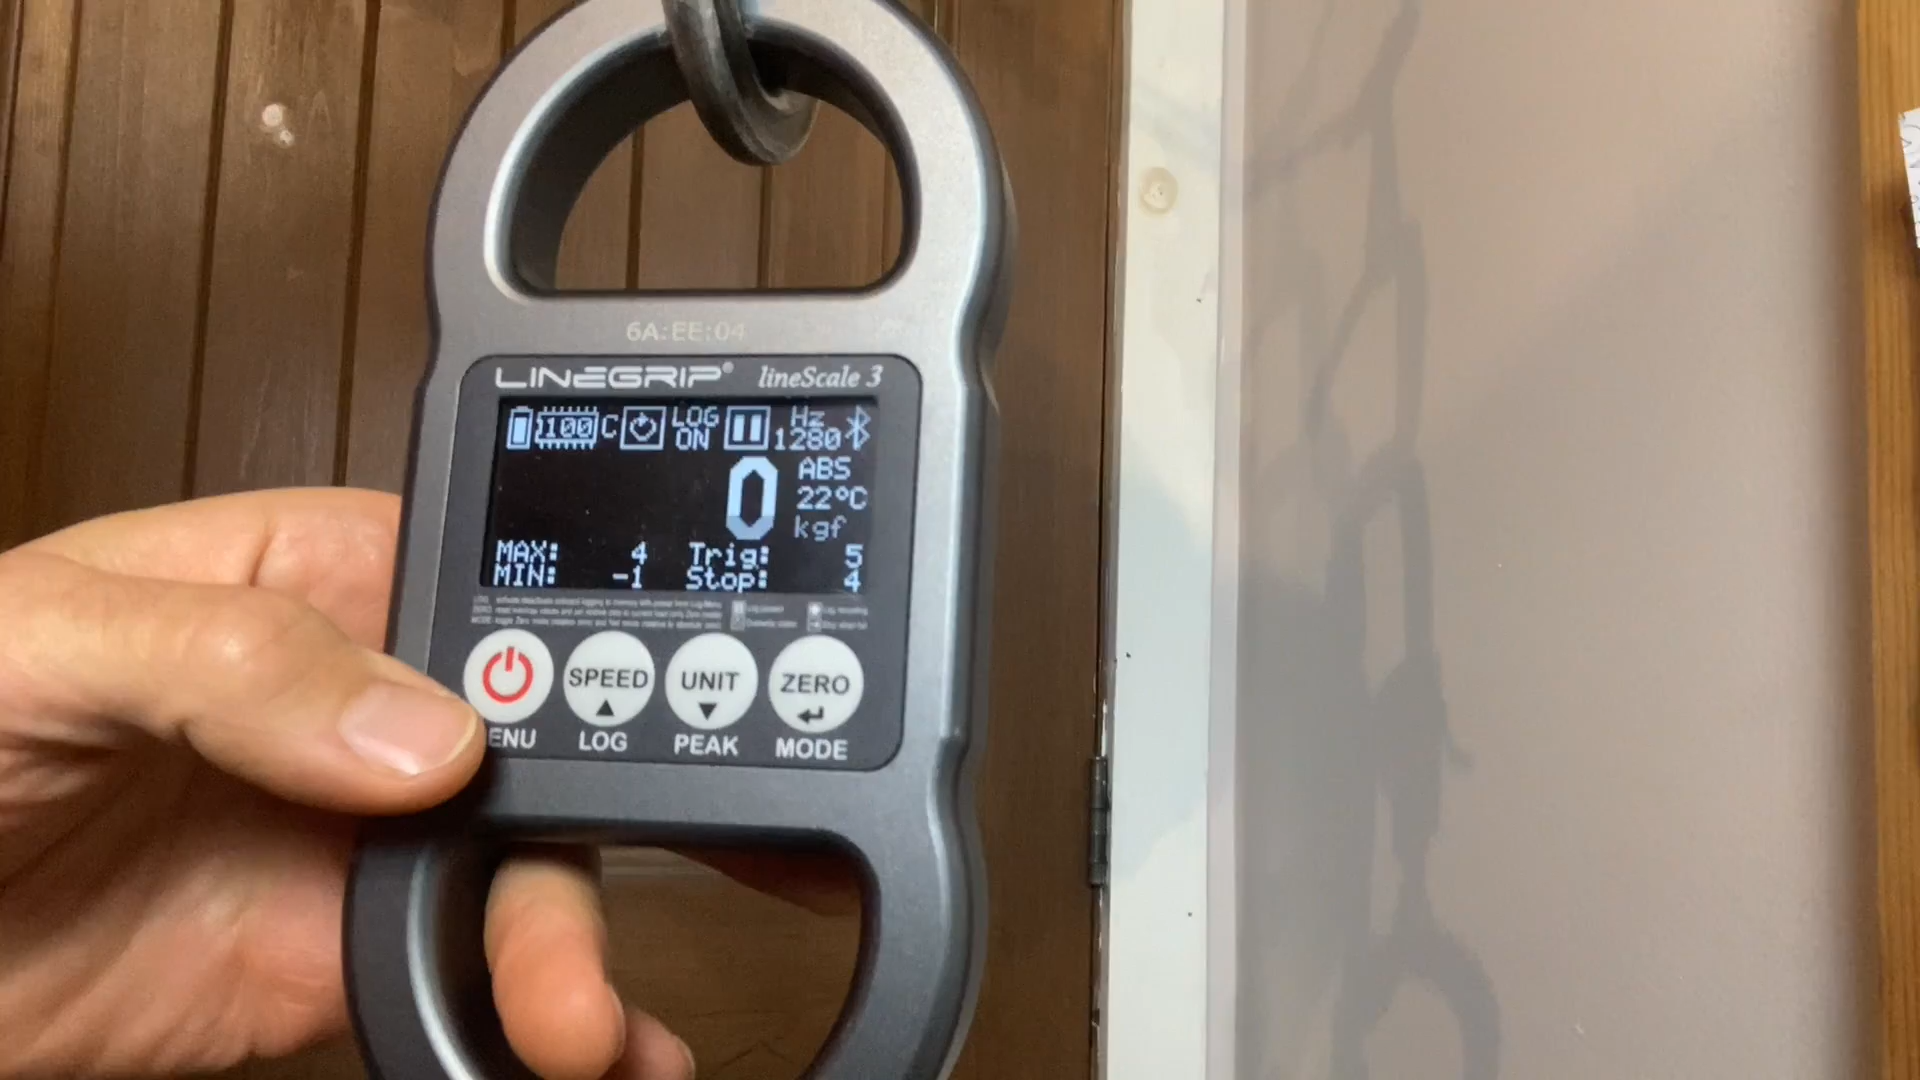 6A:EE:04
LINEGRIP® lineScale 3
100 C LOG ON Hz 1280
0 ABS
22°C
kgf
MAX: 4 Trig: 5
MIN: -1 Stop: 4
SPEED UNIT ZERO
ENU LOG PEAK MODE